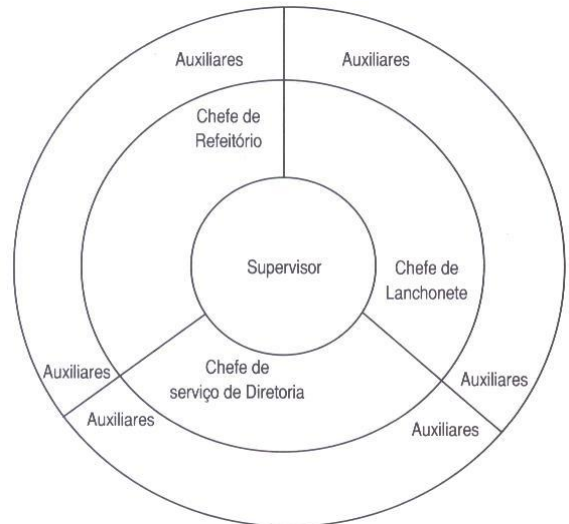 Auxiliares
Auxiliares
Chefe de
Refeitório
Supervisor
Chefe de
Lanchonete
Chefe de
serviço de Diretoria
Auxiliares
Auxiliares
Auxiliares
Auxiliares